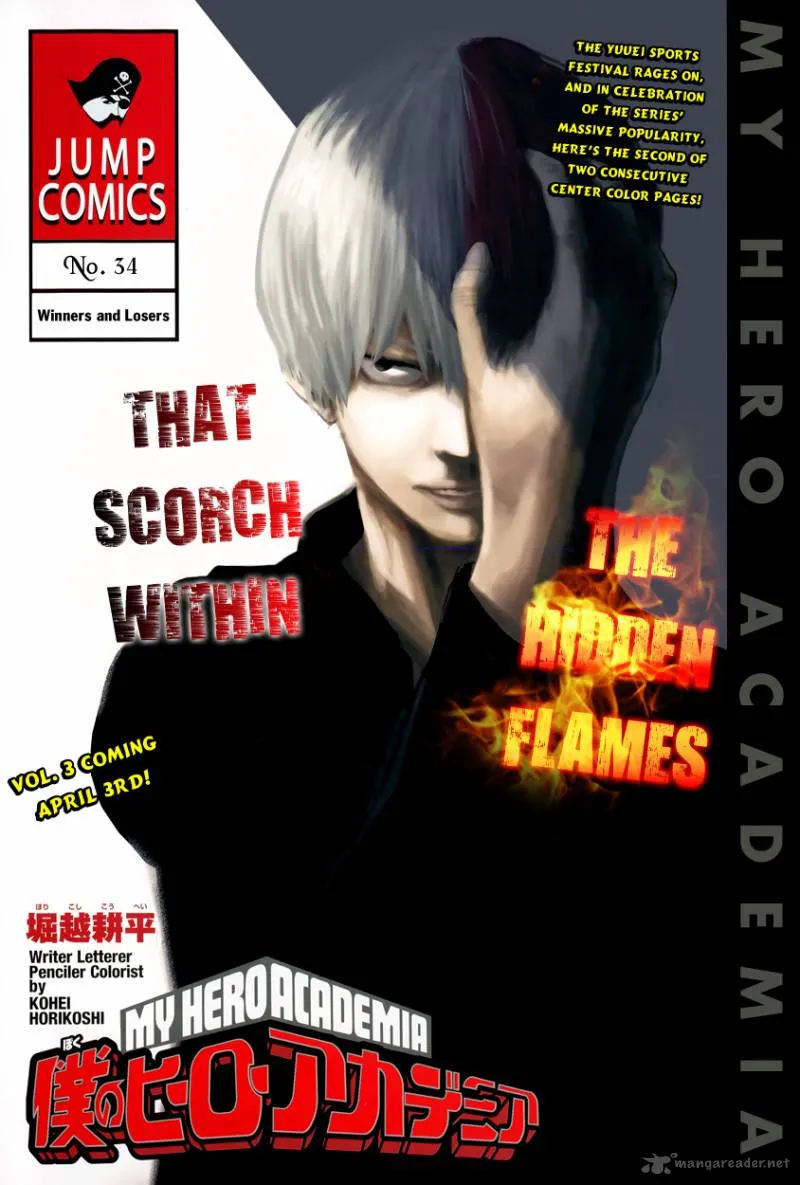 JUMP
COMICS
No. 34
Winners and Losers
THE YUUEI SPORTS
FESTIVAL RAGES ON,
AND IN CELEBRATION
OF THE SERIES'
MASSIVE POPULARITY,
HERE'S THE SECOND OF
TWO CONSECUTIVE
CENTER COLOR PAGES!
MY HERO ACADEMIA
THE
HIDDEN
FLAMES
THAT
SCORCH
WITHIN
VOL. 3 COMING
APRIL 3RD!
ほり こし こう へい
堀越耕平
Writer Letterer
Penciler Colorist
by
KOHEI
HORIKOSHI
MY HERO ACADEMIA
ぼく
僕のヒーローアカデミア
mangareader.net